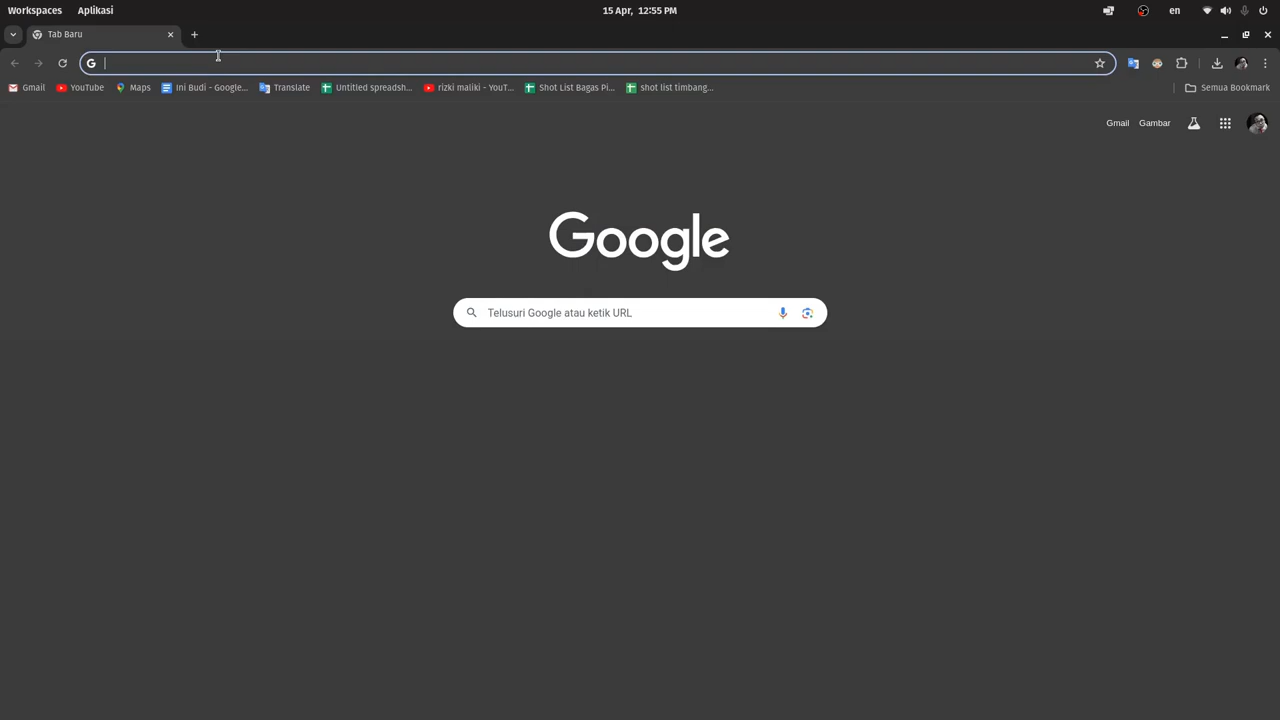 Workspaces Aplikasi 15 Apr, 12:55 PM en
Tab Baru
Gmail YouTube Maps Ini Budi - Google... Translate Untitled spreadsh... rizki maliki - YouT... Shot List Bagas Pi... shot list timbang... Semua Bookmark
Gmail Gambar
Google
Telusuri Google atau ketik URL